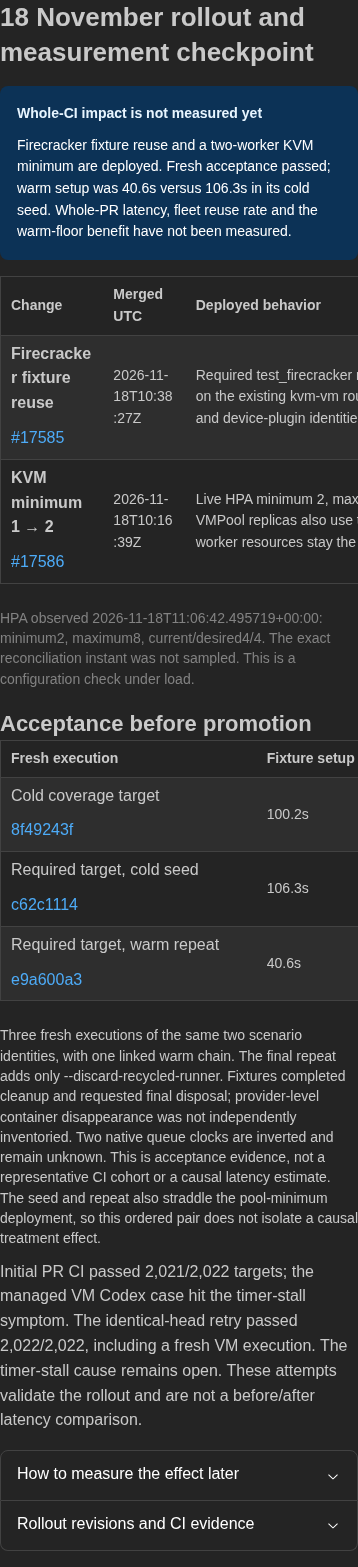 18 November rollout and
measurement checkpoint
Whole-CI impact is not measured yet
Firecracker fixture reuse and a two-worker KVM
minimum are deployed. Fresh acceptance passed;
warm setup was 40.6s versus 106.3s in its cold
seed. Whole-PR latency, fleet reuse rate and the
warm-floor benefit have not been measured.
Change
Merged
UTC
Deployed behavior
Firecracke
r fixture
reuse
#17585
2026-11-
18T10:38
:27Z
Required test_firecracker
on the existing kvm-vm
and device-plugin
KVM
minimum
1 → 2
#17586
2026-11-
18T10:16
:39Z
Live HPA minimum 2,
VMPool replicas also use
worker resources stay the
HPA observed 2026-11-18T11:06:42.495719+00:00:
minimum2, maximum8, current/desired4/4. The exact
reconciliation instant was not sampled. This is a
configuration check under load.
Acceptance before promotion
Fresh execution
Fixture setup
Cold coverage target
8f49243f
100.2s
Required target, cold seed
c62c1114
106.3s
Required target, warm repeat
e9a600a3
40.6s
Three fresh executions of the same two scenario
identities, with one linked warm chain. The final repeat
adds only --discard-recycled-runner. Fixtures completed
cleanup and requested final disposal; provider-level
container disappearance was not independently
inventoried. Two native queue clocks are inverted and
remain unknown. This is acceptance evidence, not a
representative CI cohort or a causal latency estimate.
The seed and repeat also straddle the pool-minimum
deployment, so this ordered pair does not isolate a causal
treatment effect.
Initial PR CI passed 2,021/2,022 targets; the
managed VM Codex case hit the timer-stall
symptom. The identical-head retry passed
2,022/2,022, including a fresh VM execution. The
timer-stall cause remains open. These attempts
validate the rollout and are not a before/after
latency comparison.
How to measure the effect later
Rollout revisions and CI evidence